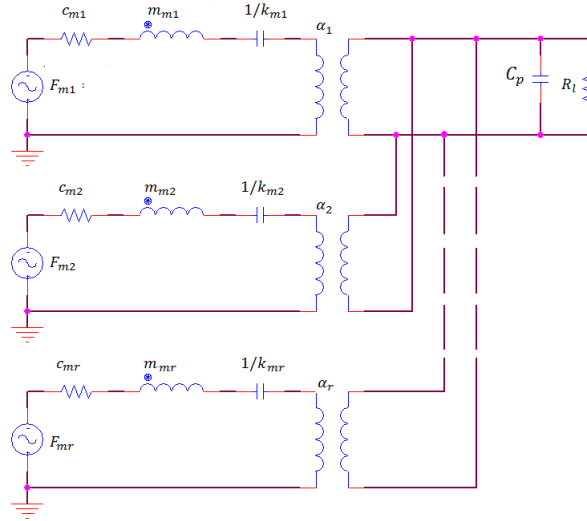 c_{m1} m_{m1} 1/k_{m1} α_1
F_{m1} :
C_p R_l
c_{m2} m_{m2} 1/k_{m2} α_2
F_{m2}
c_{mr} m_{mr} 1/k_{mr} α_r
F_{mr}